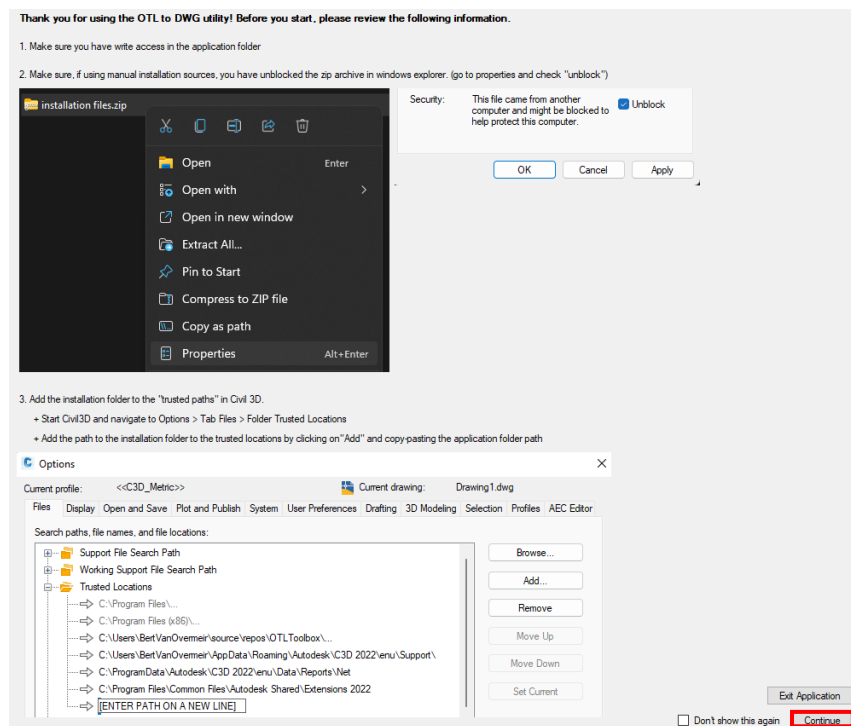 Thank you for using the OTL to DWG utility! Before you start, please review the following information.
1. Make sure you have write access in the application folder
2. Make sure, if using manual installation sources, you have unblocked the zip archive in windows explorer. (go to properties and check "unblock")
installation files.zip
Open Enter
Open with
Open in new window
Extract All...
Pin to Start
Compress to ZIP file
Copy as path
Properties Alt+Enter
Security: This file came from another
computer and might be blocked to
help protect this computer.
Unblock
OK Cancel Apply
3. Add the installation folder to the "trusted paths" in Civil 3D.
+ Start Civil3D and navigate to Options > Tab Files > Folder Trusted Locations
+ Add the path to the installation folder to the trusted locations by clicking on"Add" and copy-pasting the application folder path
Options
Current profile: <<C3D_Metric>> Current drawing: Drawing1.dwg
Files Display Open and Save Plot and Publish System User Preferences Drafting 3D Modeling Selection Profiles AEC Editor
Search paths, file names, and file locations:
Support File Search Path
Working Support File Search Path
Trusted Locations
C:\Program Files\...
C:\Program Files (x86)\...
C:\Users\BertVanOvermeir\source\repos\OTLToolbox\...
C:\Users\BertVanOvermeir\AppData\Roaming\Autodesk\C3D 2022\enu\Support\
C:\ProgramData\Autodesk\C3D 2022\enu\Data\Reports\Net
C:\Program Files\Common Files\Autodesk Shared\Extensions 2022
[ENTER PATH ON A NEW LINE]
Browse...
Add...
Remove
Move Up
Move Down
Set Current
Exit Application
Don't show this again Continue